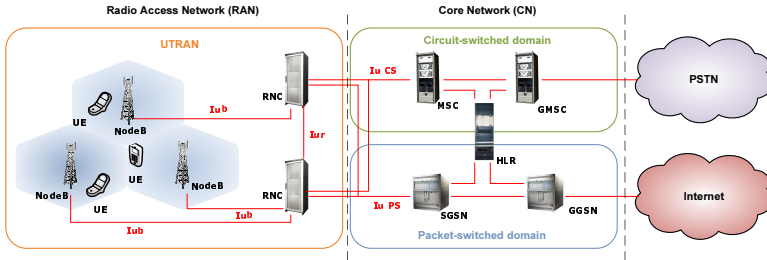 Radio Access Network (RAN)
Core Network (CN)
UTRAN
Circuit-switched domain
Iu CS
RNC
MSC
GMSC
PSTN
UE
NodeB
Iub
Iur
HLR
NodeB
UE
UE
NodeB
RNC
Iu PS
SGSN
GGSN
Internet
Iub
Iub
Packet-switched domain